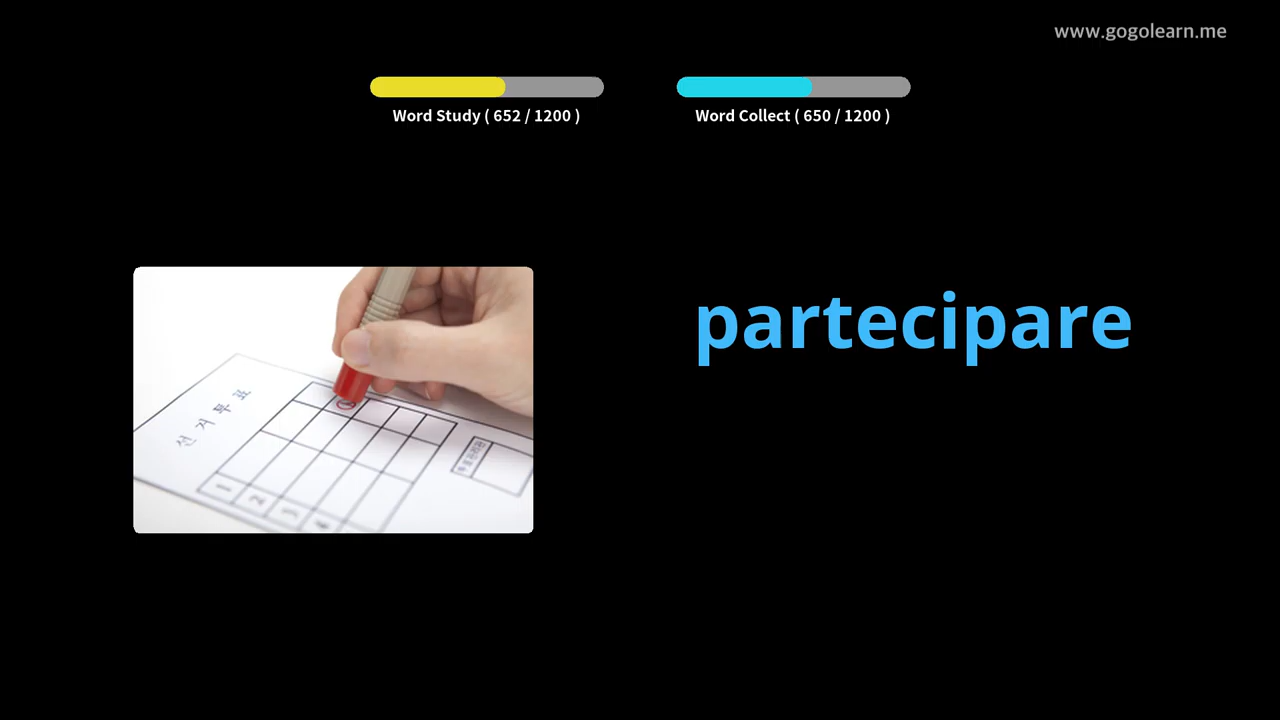 www.gogolearn.me
Word Study ( 652 / 1200 )
Word Collect ( 650 / 1200 )
partecipare
선거투표
1
2
3
4